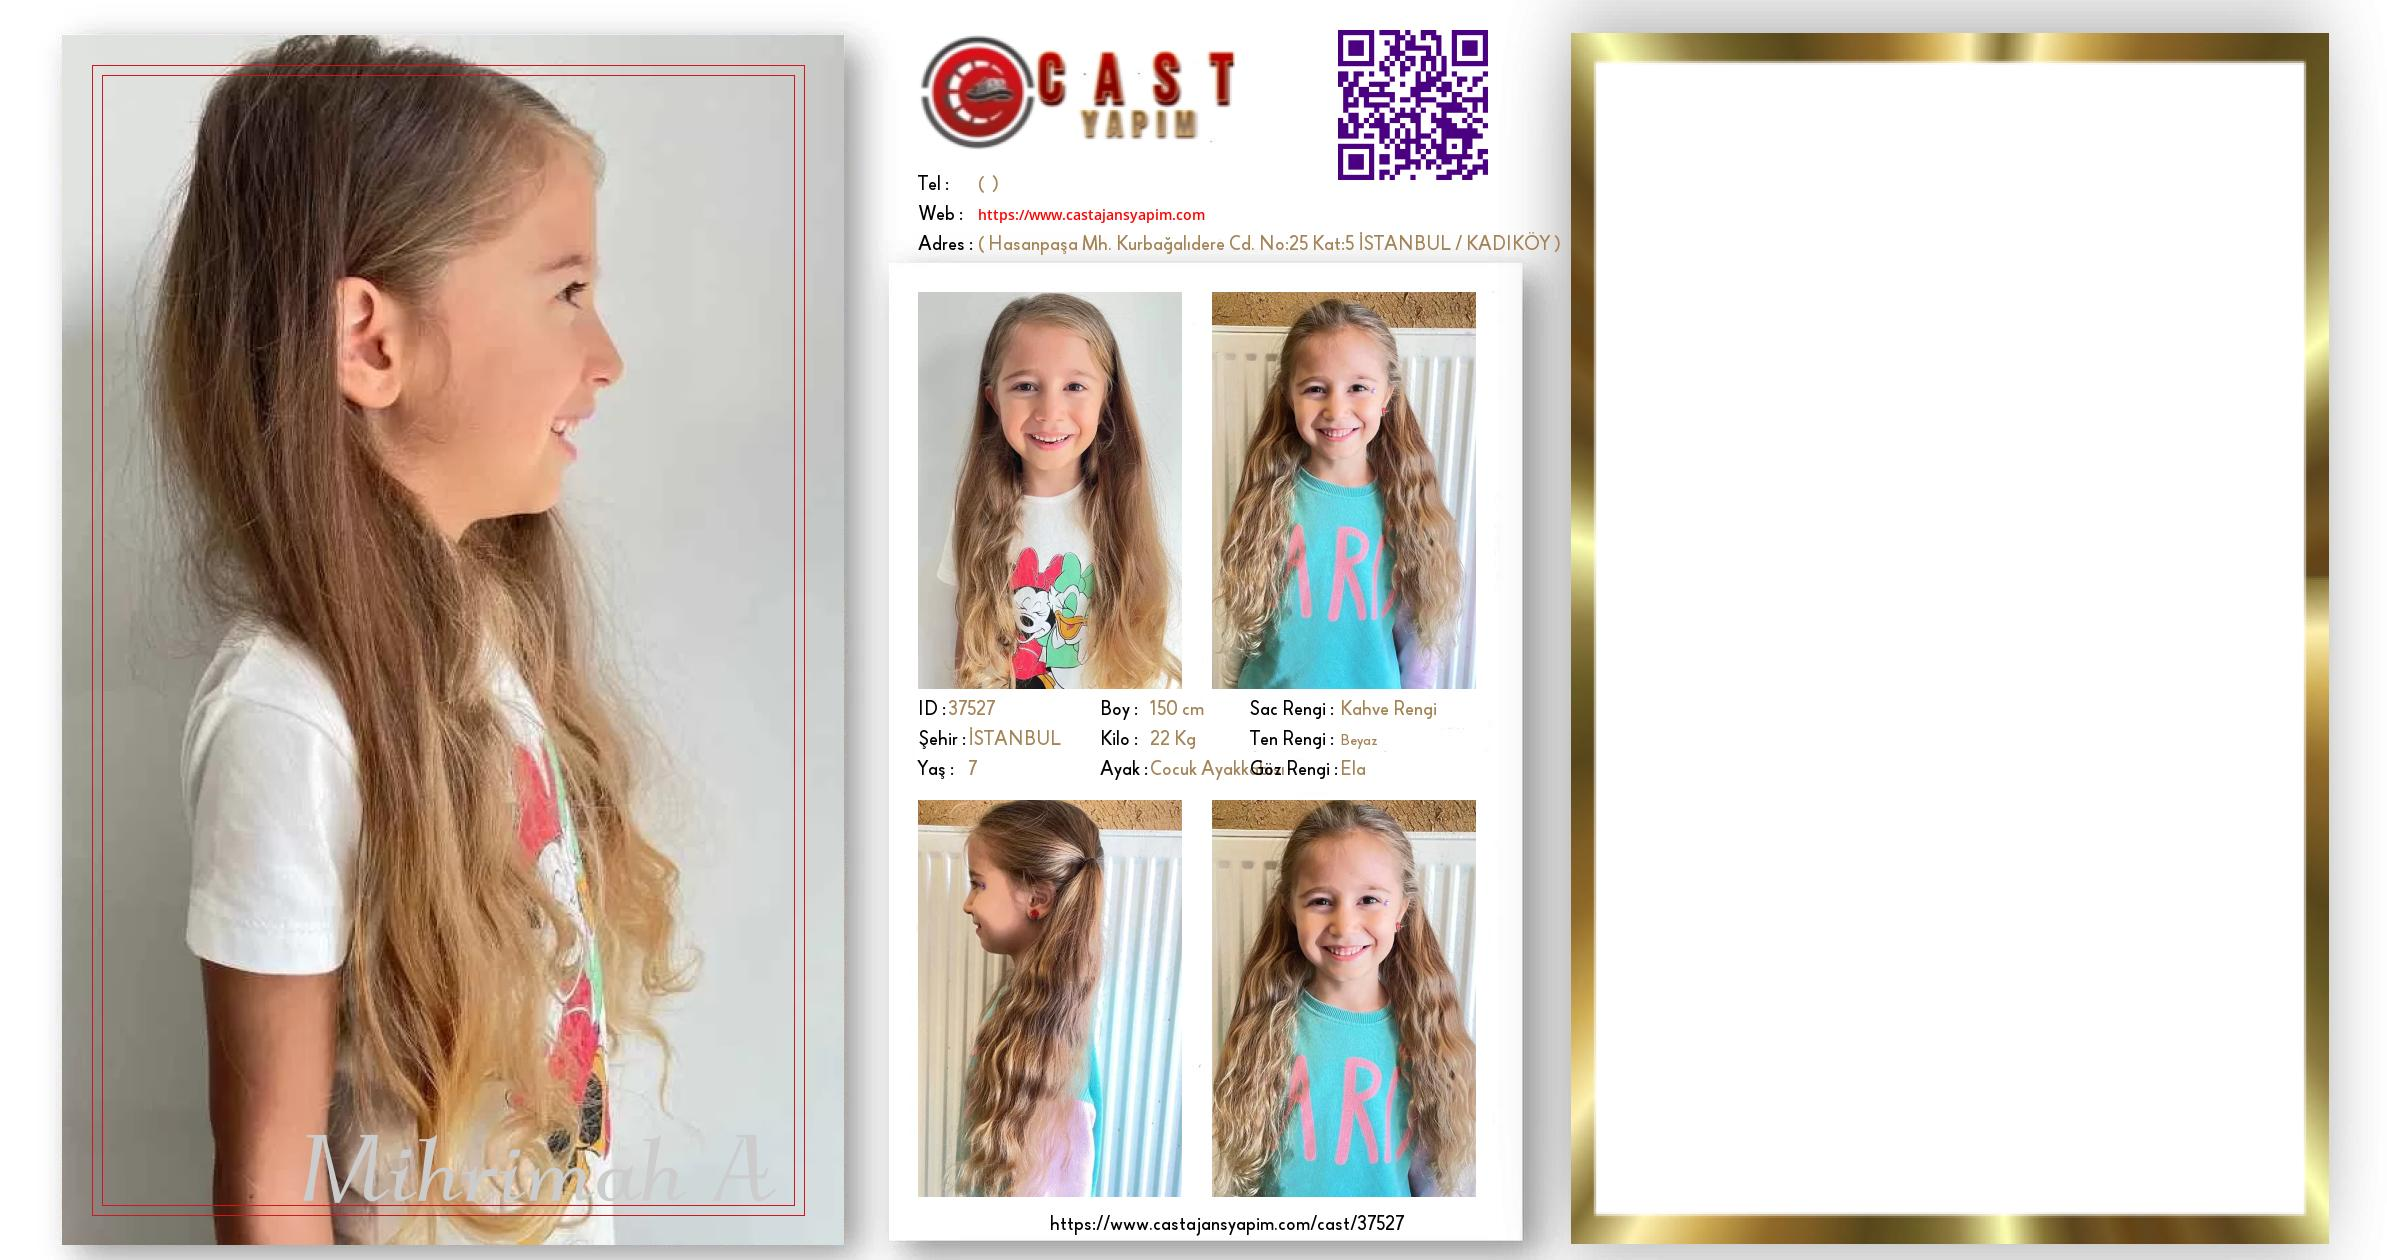 Mihrimah A
CAST
YAPIM
Tel : ( )
Web : https://www.castajansyapim.com
Adres : ( Hasanpaşa Mh. Kurbağalıdere Cd. No:25 Kat:5 İSTANBUL / KADIKÖY )
ARI
ID : 37527 Boy : 150 cm Sac Rengi : Kahve Rengi
Şehir : İSTANBUL Kilo : 22 Kg Ten Rengi : Beyaz
Yaş : 7 Ayak : Cocuk Göz Rengi : Ela
ARI
https://www.castajansyapim.com/cast/37527